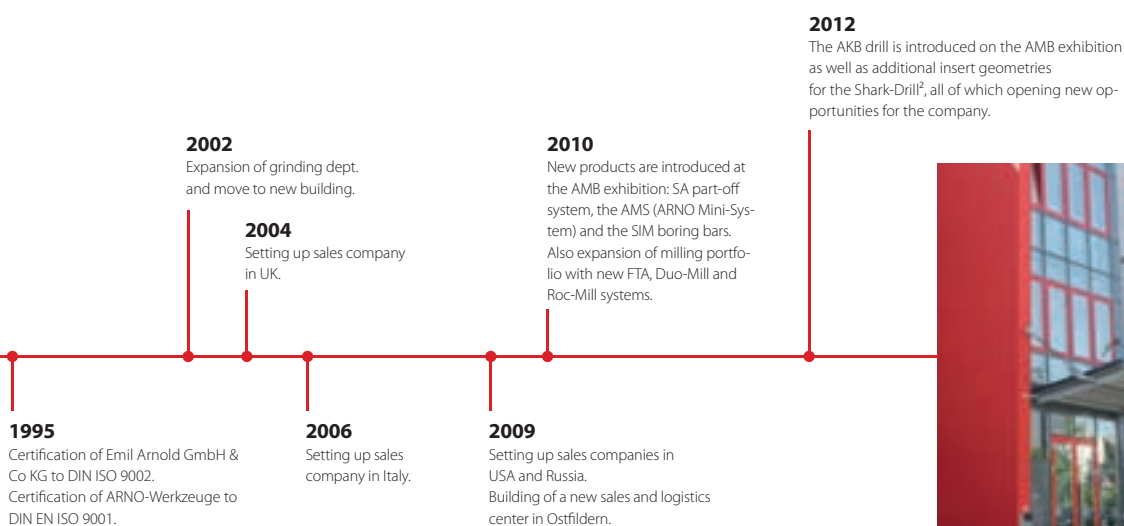 2012
The AKB drill is introduced on the AMB exhibition
as well as additional insert geometries
for the Shark-Drill², all of which opening new op-
portunities for the company.
2002
Expansion of grinding dept.
and move to new building.
2004
Setting up sales company
in UK.
2010
New products are introduced at
the AMB exhibition: SA part-off
system, the AMS (ARNO Mini-Sys-
tem) and the SIM boring bars.
Also expansion of milling portfo-
lio with new FTA, Duo-Mill and
Roc-Mill systems.
1995
Certification of Emil Arnold GmbH &
Co KG to DIN ISO 9002.
Certification of ARNO-Werkzeuge to
DIN EN ISO 9001.
2006
Setting up sales
company in Italy.
2009
Setting up sales companies in
USA and Russia.
Building of a new sales and logistics
center in Ostfildern.